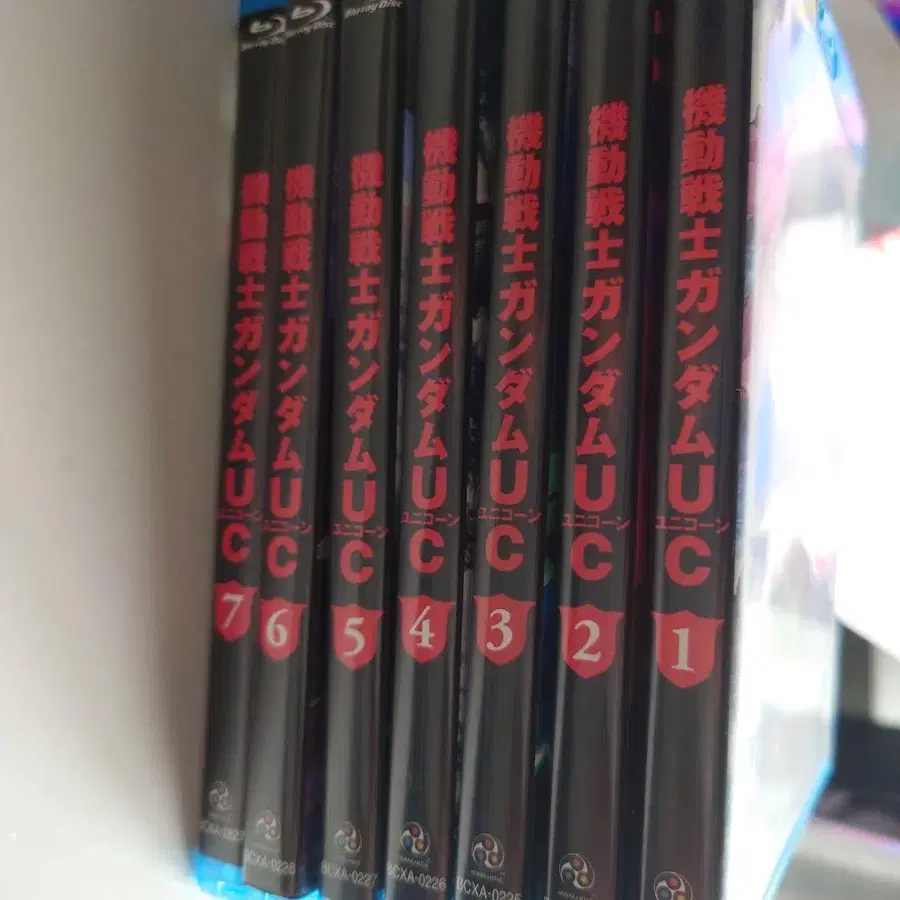 Blu-ray Disc
機動戦士ガンダムUC
ユニコーン
7
Blu-ray Disc
機動戦士ガンダムUC
ユニコーン
6
BCXA-0228
Blu-ray Disc
機動戦士ガンダムUC
ユニコーン
5
BCXA-0227
機動戦士ガンダムUC
ユニコーン
4
BCXA-0226
機動戦士ガンダムUC
ユニコーン
3
BCXA-0225
機動戦士ガンダムUC
ユニコーン
2
機動戦士ガンダムUC
ユニコーン
1